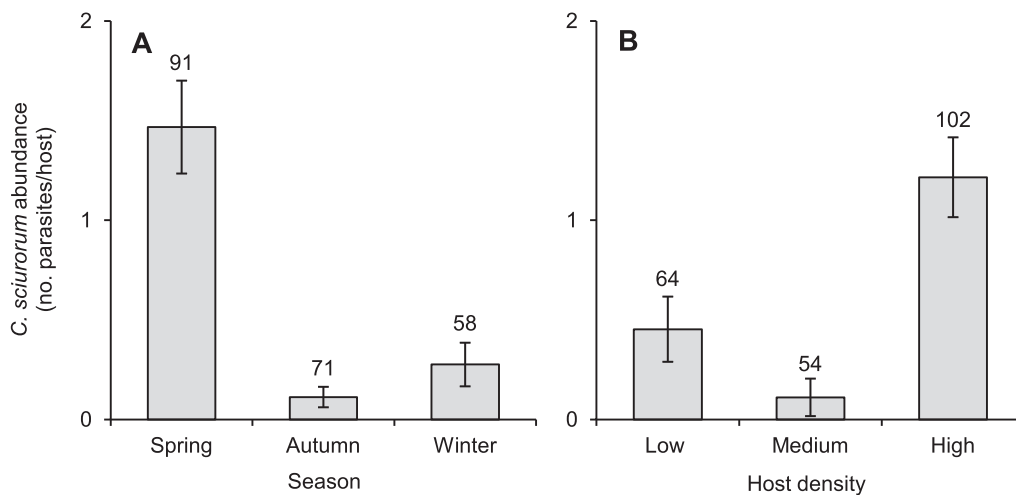 C. sciurorum abundance
(no. parasites/host)
2
1
0
A
91
71
58
Spring Autumn Winter
Season
2
1
0
B
64
54
102
Low Medium High
Host density